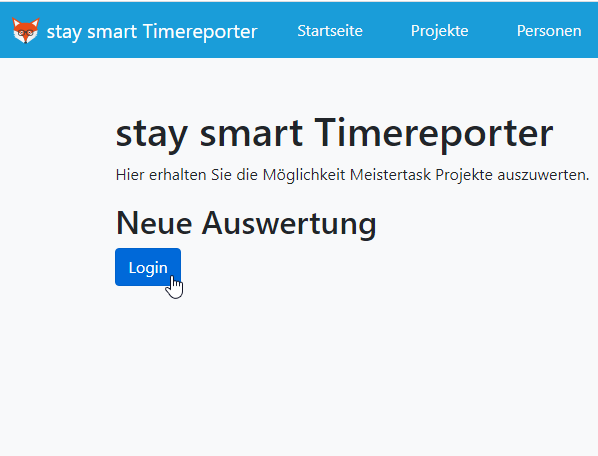 stay smart Timereporter Startseite Projekte Personen
stay smart Timereporter
Hier erhalten Sie die Möglichkeit Meistertask Projekte auszuwerten.
Neue Auswertung
Login